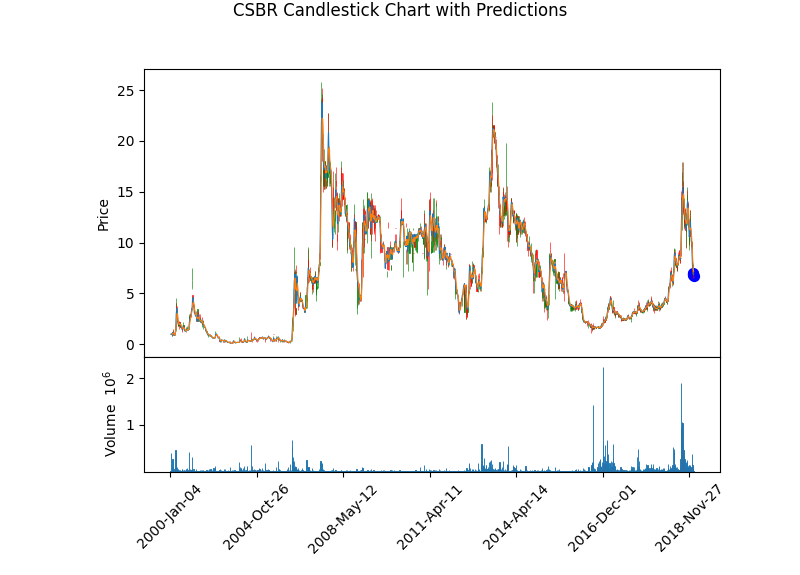 CSBR Candlestick Chart with Predictions
25
20
15
10
5
0
Price
2
1
Volume 10^6
2000-Jan-04
2004-Oct-26
2008-May-12
2011-Apr-11
2014-Apr-14
2016-Dec-01
2018-Nov-27